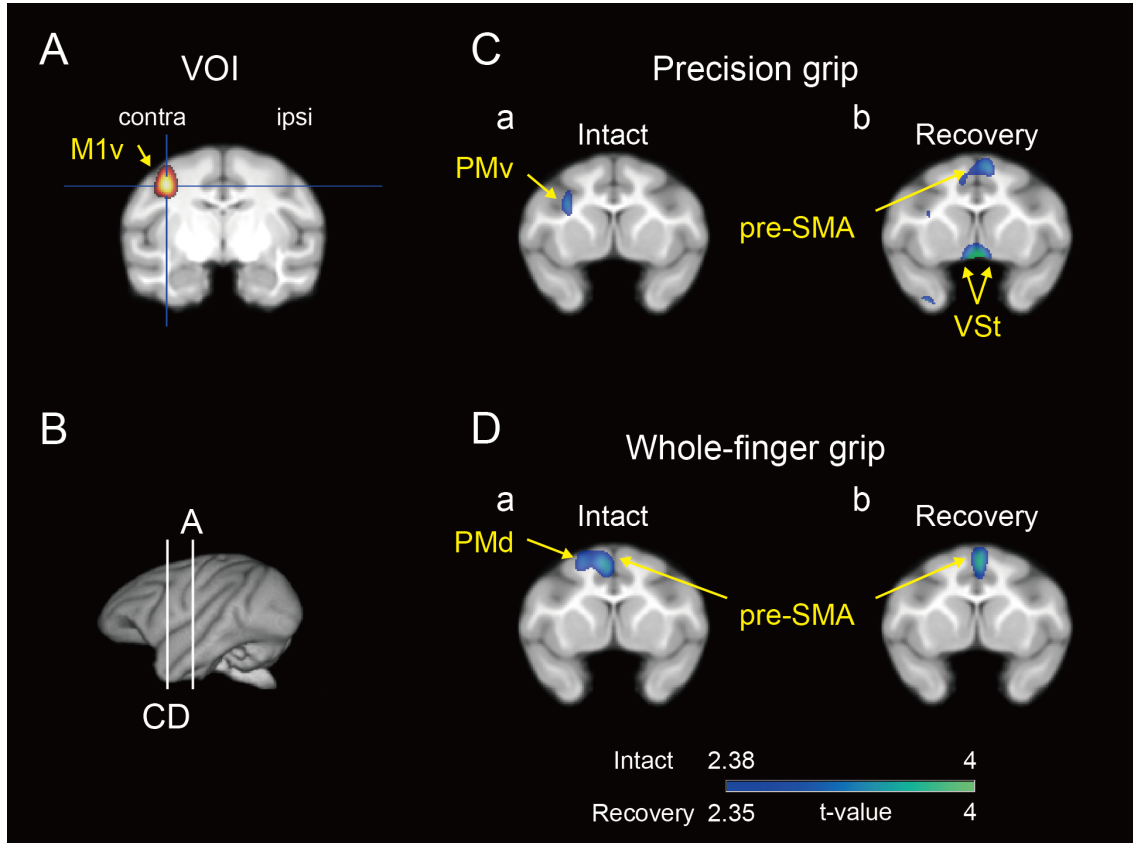 A
VOI
contra
ipsi
M1v
B
A
CD
C
Precision grip
a
Intact
PMv
b
Recovery
pre-SMA
VSt
D
Whole-finger grip
a
Intact
PMd
b
Recovery
pre-SMA
Intact 2.38 4
Recovery 2.35 t-value 4